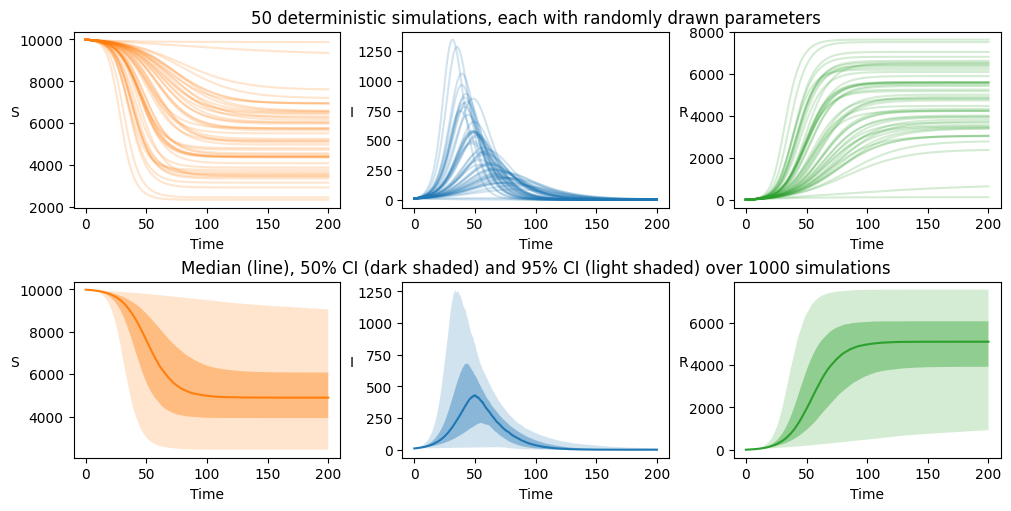 50 deterministic simulations, each with randomly drawn parameters
10000
8000
6000
4000
2000
S
0 50 100 150 200
Time
1250
1000
750
500
250
0
I
0 50 100 150 200
Time
8000
6000
4000
2000
0
R
0 50 100 150 200
Time
Median (line), 50% CI (dark shaded) and 95% CI (light shaded) over 1000 simulations
10000
8000
6000
4000
S
0 50 100 150 200
Time
1250
1000
750
500
250
0
I
0 50 100 150 200
Time
6000
4000
2000
0
R
0 50 100 150 200
Time